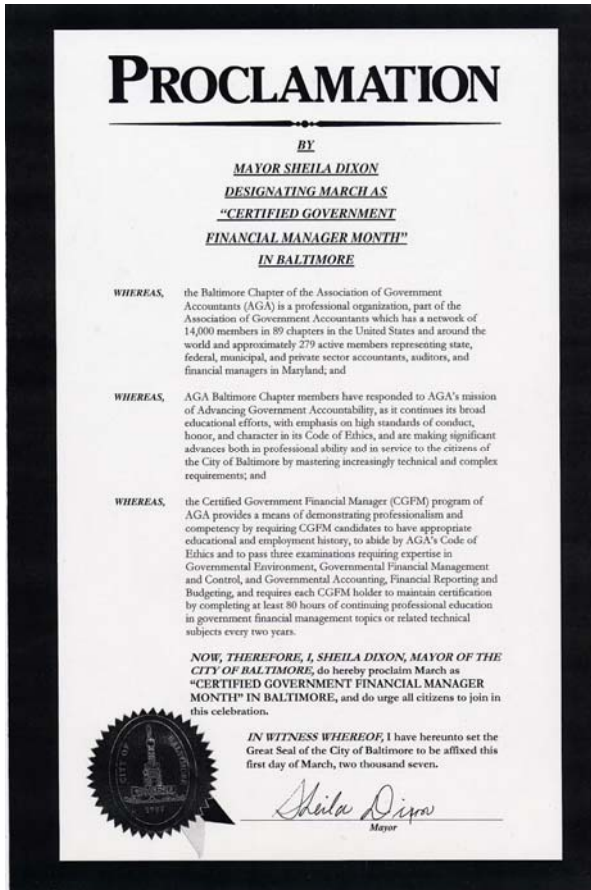 PROCLAMATION
BY
MAYOR SHEILA DIXON
DESIGNATING MARCH AS
"CERTIFIED GOVERNMENT
FINANCIAL MANAGER MONTH"
IN BALTIMORE
WHEREAS, the Baltimore Chapter of the Association of Government
Accountants (AGA) is a professional organization, part of the
Association of Government Accountants which has a network of
14,000 members in 89 chapters in the United States and around the
world and approximately 279 active members representing state,
federal, municipal, and private sector accountants, auditors, and
financial managers in Maryland; and
WHEREAS, AGA Baltimore Chapter members have responded to AGA's mission
of Advancing Government Accountability, as it continues its broad
educational efforts, with emphasis on high standards of conduct,
honor, and character in its Code of Ethics, and are making significant
advances both in professional ability and in service to the citizens of
the City of Baltimore by mastering increasingly technical and complex
requirements; and
WHEREAS, the Certified Government Financial Manager (CGFM) program of
AGA provides a means of demonstrating professionalism and
competency by requiring CGFM candidates to have appropriate
educational and employment history, to abide by AGA's Code of
Ethics and to pass three examinations requiring expertise in
Governmental Environment, Governmental Financial Management
and Control, and Governmental Accounting, Financial Reporting and
Budgeting, and requires each CGFM holder to maintain certification
by completing at least 80 hours of continuing professional education
in government financial management topics or related technical
subjects every two years.
NOW, THEREFORE, I, SHEILA DIXON, MAYOR OF THE
CITY OF BALTIMORE, do hereby proclaim March as
"CERTIFIED GOVERNMENT FINANCIAL MANAGER
MONTH" IN BALTIMORE, and do urge all citizens to join in
this celebration.
IN WITNESS WHEREOF, I have hereunto set the
Great Seal of the City of Baltimore to be affixed this
first day of March, two thousand seven.
CITY OF BALTIMORE
1797
Sheila Dixon
Mayor